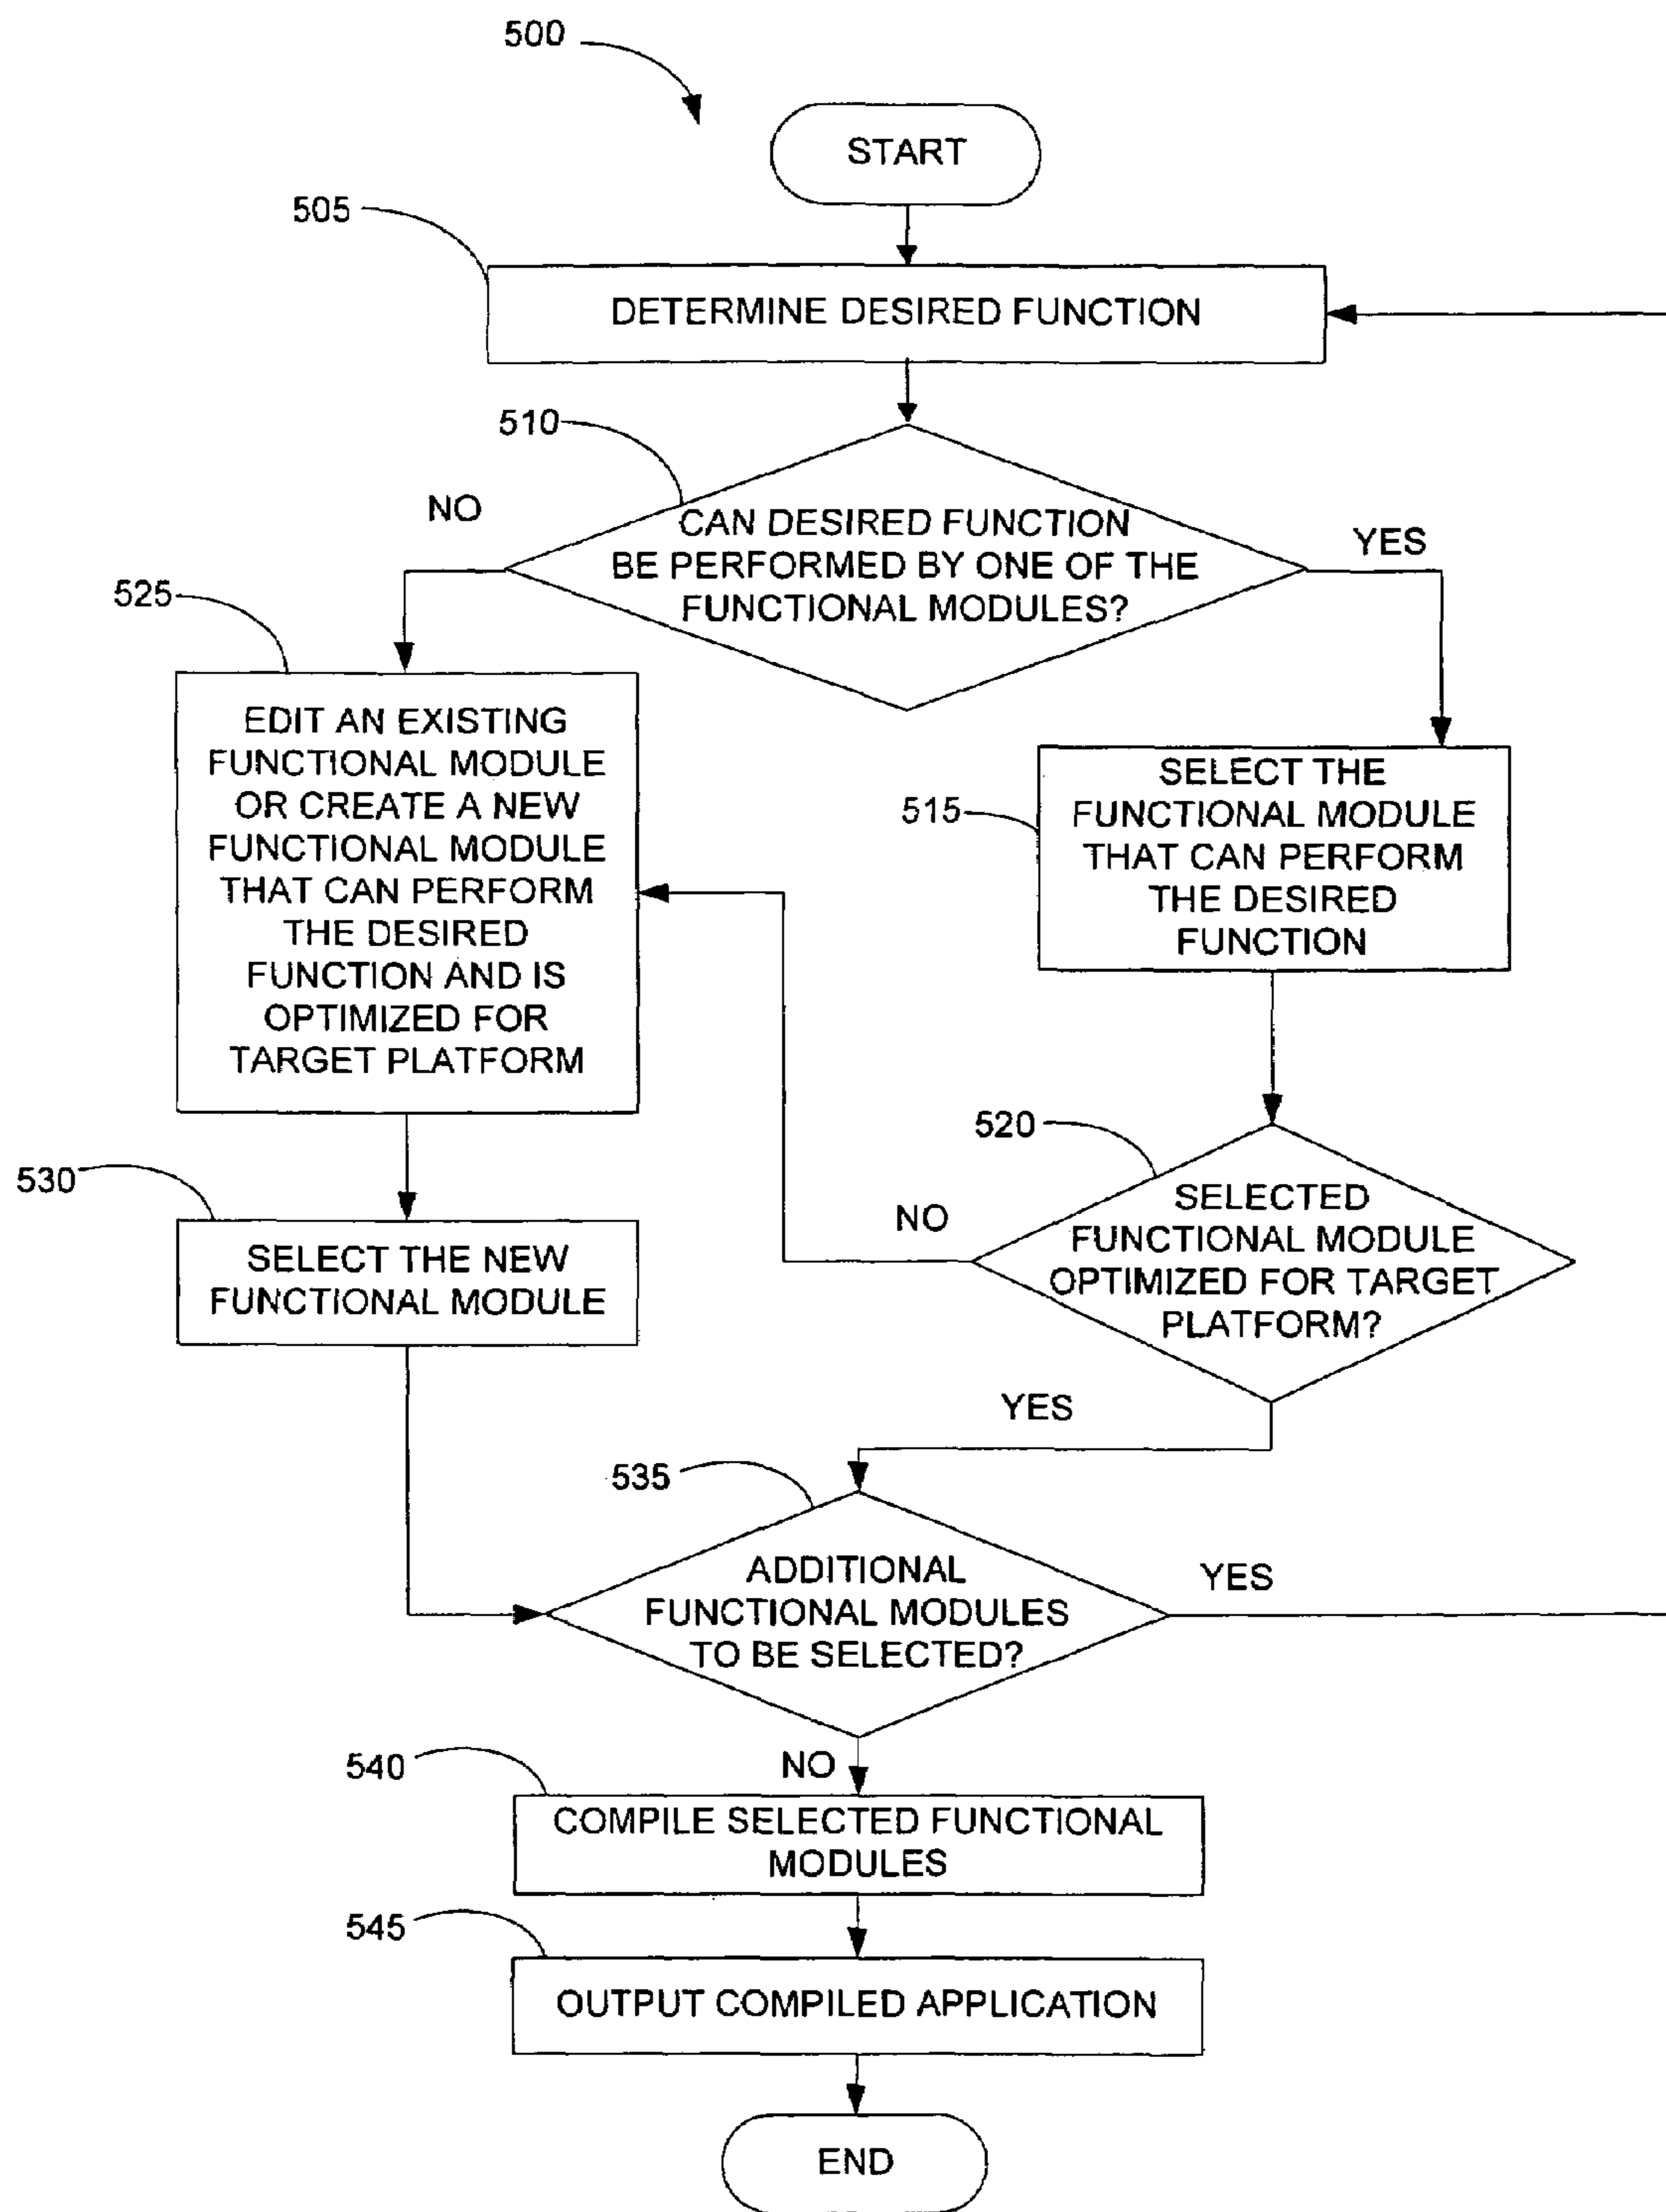 500
START
505
DETERMINE DESIRED FUNCTION
510
NO
CAN DESIRED FUNCTION
BE PERFORMED BY ONE OF THE
FUNCTIONAL MODULES?
YES
525
EDIT AN EXISTING
FUNCTIONAL MODULE
OR CREATE A NEW
FUNCTIONAL MODULE
THAT CAN PERFORM
THE DESIRED
FUNCTION AND IS
OPTIMIZED FOR
TARGET PLATFORM
515
SELECT THE
FUNCTIONAL MODULE
THAT CAN PERFORM
THE DESIRED
FUNCTION
520
NO
SELECTED
FUNCTIONAL MODULE
OPTIMIZED FOR TARGET
PLATFORM?
530
SELECT THE NEW
FUNCTIONAL MODULE
YES
535
ADDITIONAL
FUNCTIONAL MODULES
TO BE SELECTED?
YES
NO
540
COMPILE SELECTED FUNCTIONAL
MODULES
545
OUTPUT COMPILED APPLICATION
END